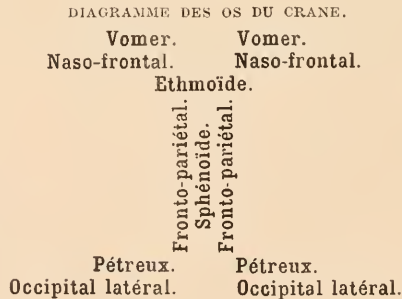 DIAGRAMME DES OS DU CRANE.
Vomer. Vomer.
Naso-frontal. Naso-frontal.
Ethmoïde.
Fronto-pariétal.
Sphénoïde.
Fronto-pariétal.
Pétreux. Pétreux.
Occipital latéral. Occipital latéral.